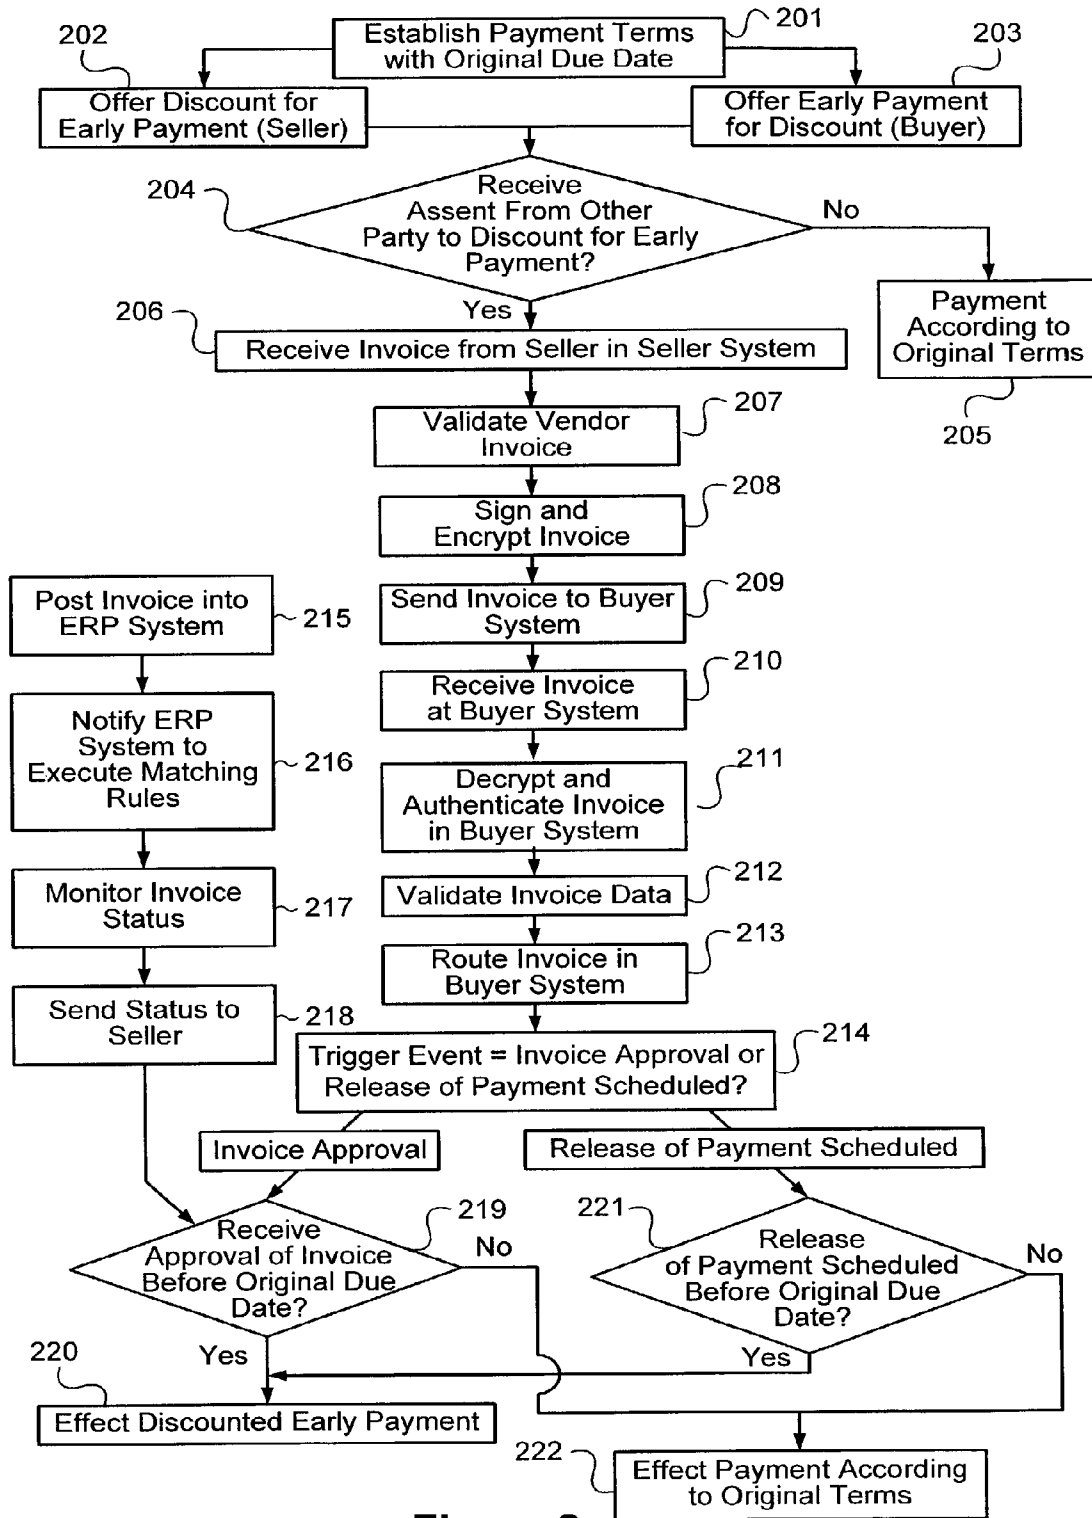 201
Establish Payment Terms
with Original Due Date
202
203
Offer Discount for
Early Payment (Seller)
Offer Early Payment
for Discount (Buyer)
204
Receive
Assent From Other
Party to Discount for Early
Payment?
No
Yes
Payment
According to
Original Terms
205
206
Receive Invoice from Seller in Seller System
207
Validate Vendor
Invoice
208
Sign and
Encrypt Invoice
209
Send Invoice to Buyer
System
210
Receive Invoice
at Buyer System
211
Decrypt and
Authenticate Invoice
in Buyer System
212
Validate Invoice Data
213
Route Invoice in
Buyer System
214
Trigger Event = Invoice Approval or
Release of Payment Scheduled?
Post Invoice into
ERP System
215
Notify ERP
System to
Execute Matching
Rules
216
Monitor Invoice
Status
217
Send Status to
Seller
218
Invoice Approval
Release of Payment Scheduled
219
Receive
Approval of Invoice
Before Original Due
Date?
No
Yes
221
Release
of Payment Scheduled
Before Original Due
Date?
No
Yes
220
Effect Discounted Early Payment
222
Effect Payment According
to Original Terms